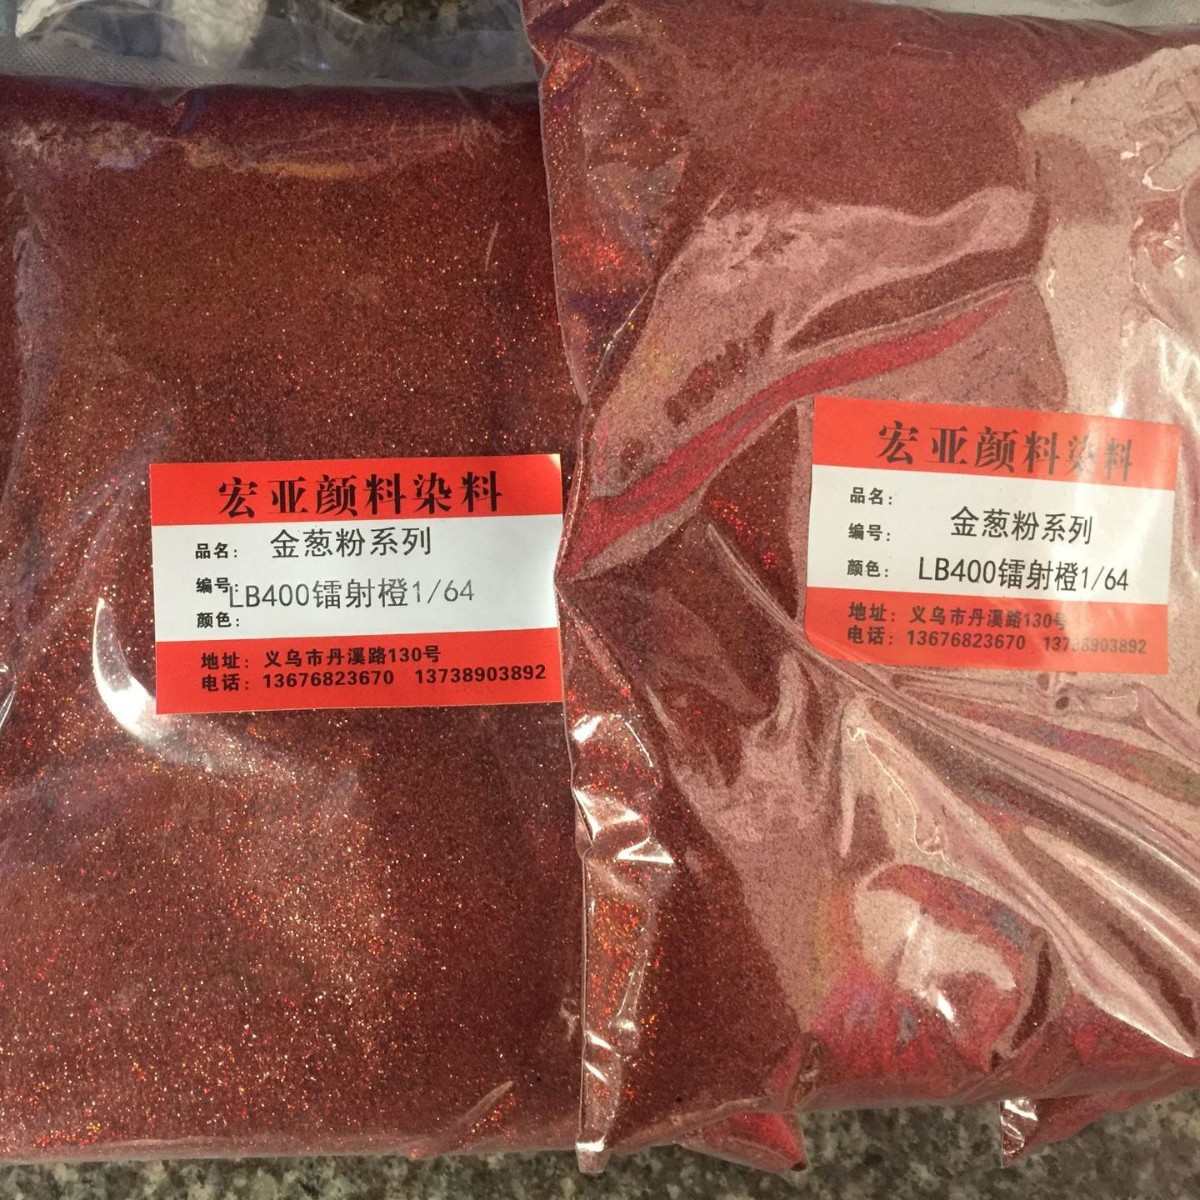 宏亚颜料染料
品名： 金葱粉系列
编号：LB400镭射橙1/64
颜色：
地址：义乌市丹溪路130号
电话：13676823670 13738903892
宏亚颜料染料
品名：
编号： 金葱粉系列
颜色： LB400镭射橙1/64
地址：义乌市丹溪路130号
电话：13676823670 13738903892